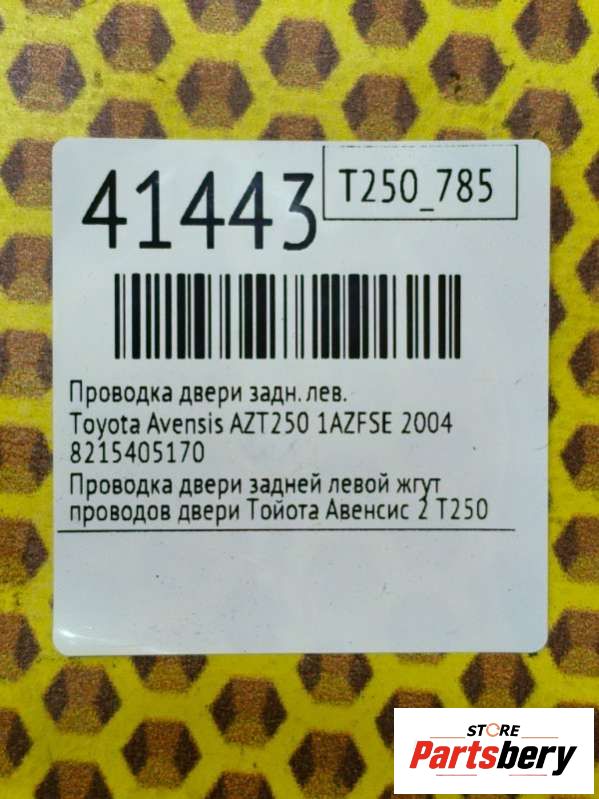 41443
T250_785
Проводка двери задн. лев.
Toyota Avensis AZT250 1AZFSE 2004
8215405170
Проводка двери задней левой жгут
проводов двери Тойота Авенсис 2 T250
STORE
Partsbery